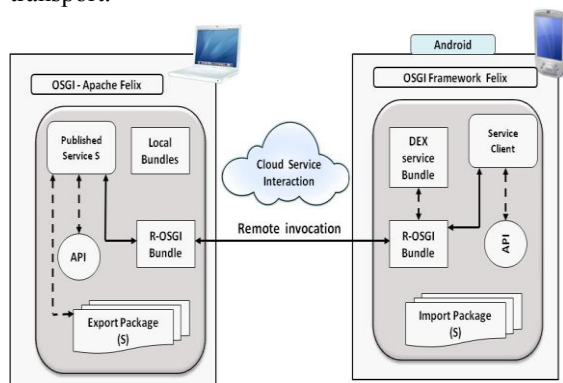 transport.
Android
OSGI - Apache Felix
OSGI Framework Felix
Published
Service S
Local
Bundles
Cloud Service
Interaction
DEX
service
Bundle
Service
Client
Remote invocation
API
R-OSGI
Bundle
R-OSGI
Bundle
API
Export Package
(S)
Import Package
(S)